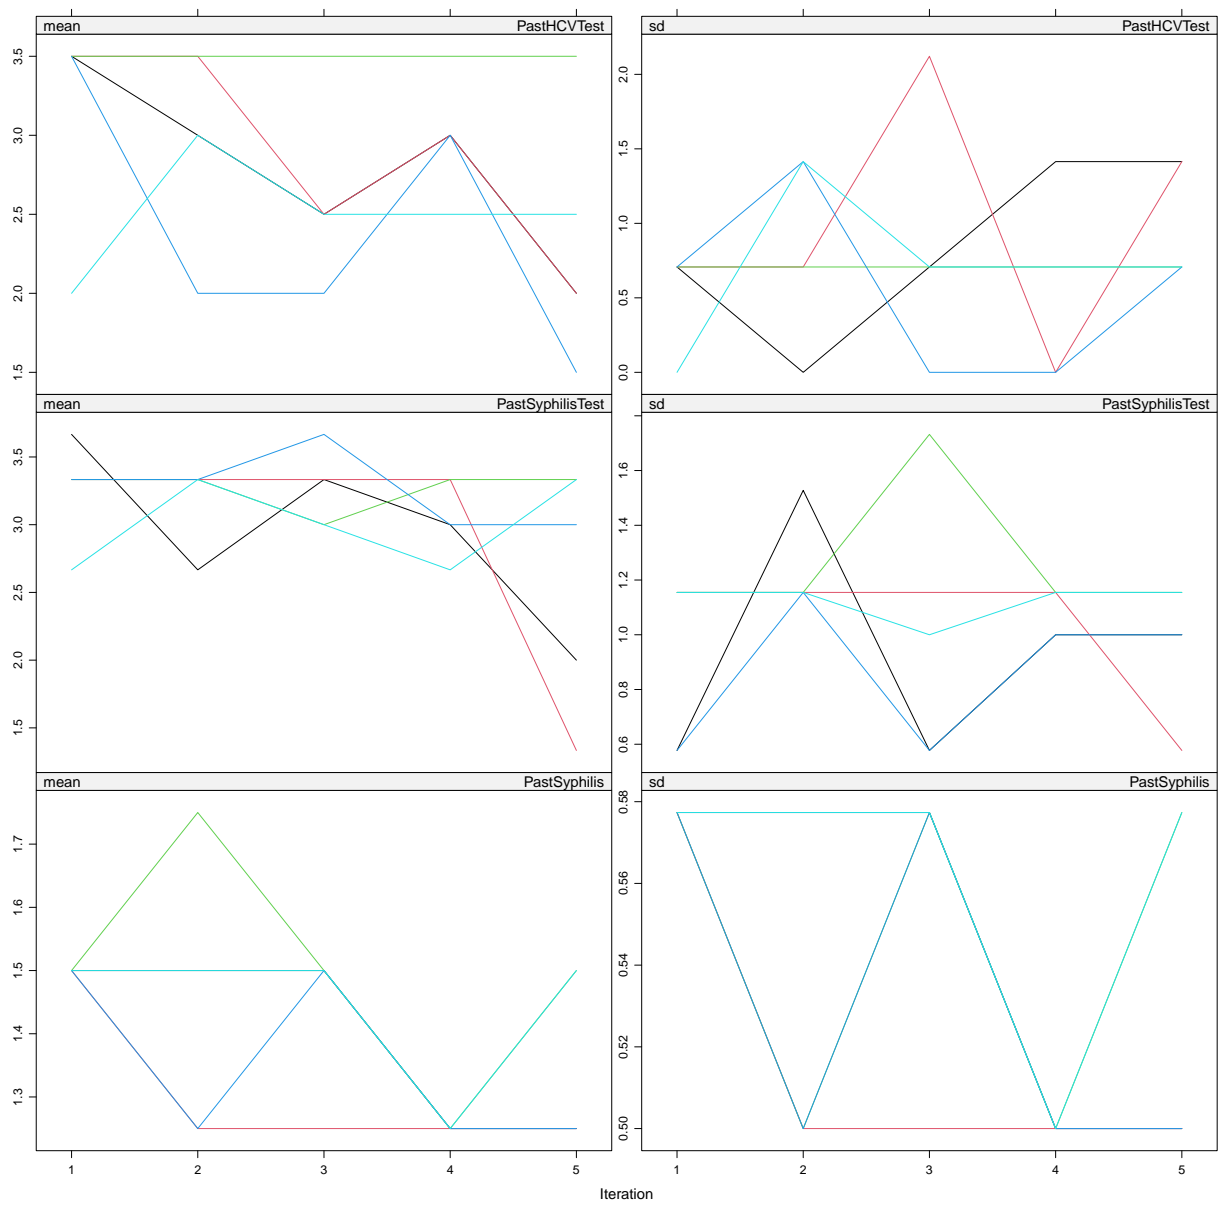 mean PastHCVTest
sd PastHCVTest
1.5 2.0 2.5 3.0 3.5
0.0 0.5 1.0 1.5 2.0
mean PastSyphilisTest
sd PastSyphilisTest
1.5 2.0 2.5 3.0 3.5
0.6 0.8 1.0 1.2 1.4 1.6
mean PastSyphilis
sd PastSyphilis
1.3 1.4 1.5 1.6 1.7
0.50 0.52 0.54 0.56 0.58
1 2 3 4 5
1 2 3 4 5
Iteration